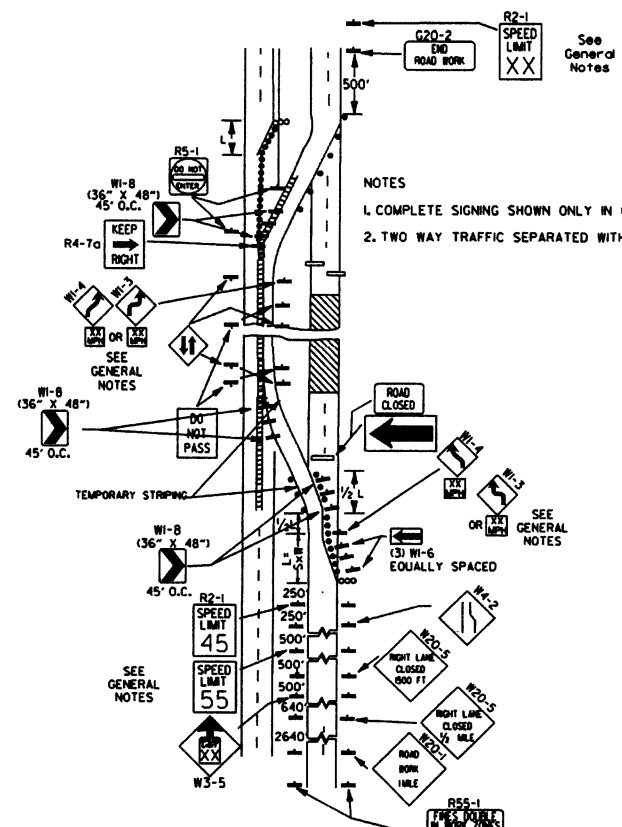 R2-1
SPEED
LIMIT
XX
See
General
Notes
G20-2
END
ROAD WORK
500'
L
R5-1
DO NOT
ENTER
W1-8
(36" X 48")
45' O.C.
KEEP
RIGHT
R4-7a
NOTES
1. COMPLETE SIGNING SHOWN ONLY IN
2. TWO WAY TRAFFIC SEPARATED WITH
W1-4
W1-3
XX
MPH
OR
XX
MPH
SEE
GENERAL
NOTES
W1-8
(36" X 48")
45' O.C.
DO
NOT
PASS
ROAD
CLOSED
W1-4
XX
MPH
W1-3
OR
XX
MPH
SEE
GENERAL
NOTES
TEMPORARY STRIPING
1/2 L
1/2 L
L=
SxW
W1-8
(36" X 48")
45' O.C.
(3) W1-6
EQUALLY SPACED
R2-1
SPEED
LIMIT
45
250'
250'
500'
500'
500'
640'
2640'
W4-2
SEE
GENERAL
NOTES
SPEED
LIMIT
55
W20-5
RIGHT LANE
CLOSED
1500 FT
XX
W3-5
W20-5
RIGHT LANE
CLOSED
1/2 MILE
W20-1
ROAD
WORK
1 MILE
R55-1
FINES DOUBLE
IN WORK ZONES